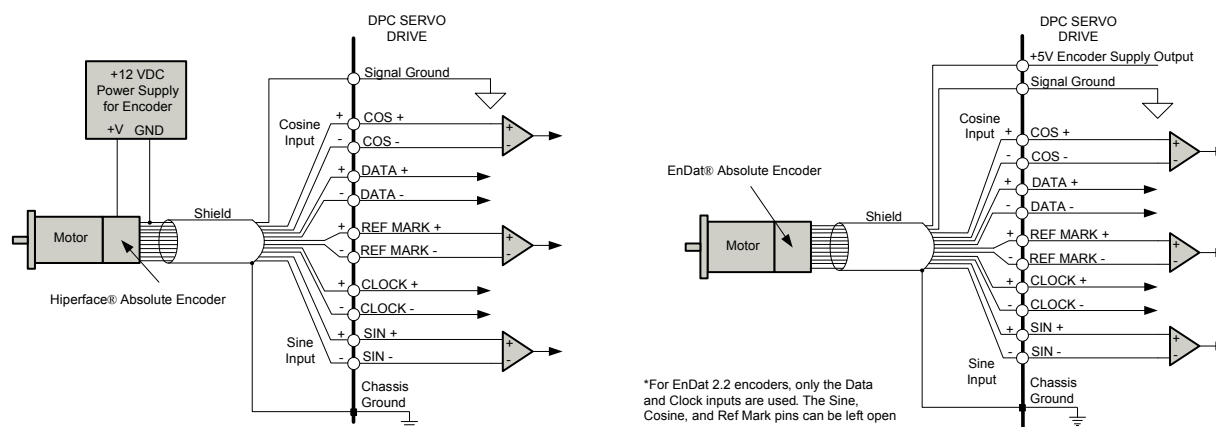 DPC SERVO
DRIVE
+12 VDC
Power Supply
for Encoder
+V GND
Signal Ground
Cosine
Input
+ COS +
- COS -
+ DATA +
- DATA -
+ REF MARK +
- REF MARK -
+ CLOCK +
- CLOCK -
+ SIN +
- SIN -
Sine
Input
Shield
Motor
Hiperface® Absolute Encoder
Chassis
Ground
+
-
+
-
+
-
DPC SERVO
DRIVE
+5V Encoder Supply Output
Signal Ground
Cosine
Input
+ COS +
- COS -
+ DATA +
- DATA -
+ REF MARK +
- REF MARK -
+ CLOCK +
- CLOCK -
+ SIN +
- SIN -
Sine
Input
EnDat® Absolute Encoder
Shield
Motor
Chassis
Ground
+
-
+
-
+
-
*For EnDat 2.2 encoders, only the Data
and Clock inputs are used. The Sine,
Cosine, and Ref Mark pins can be left open